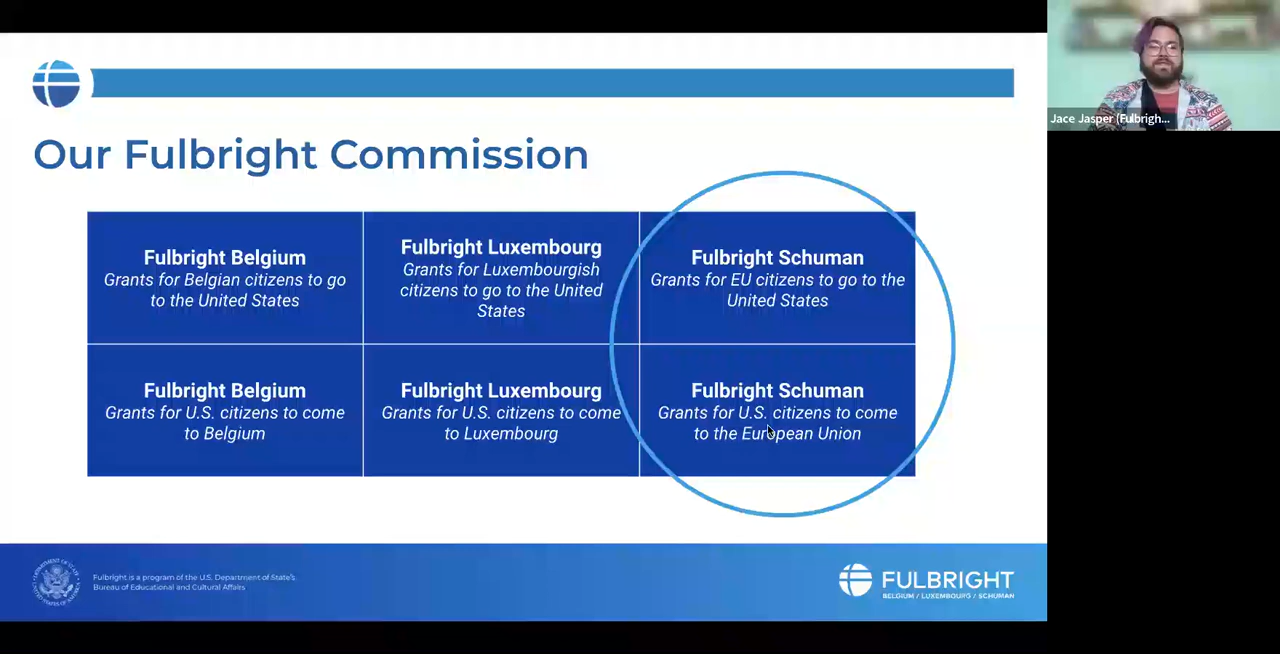 Our Fulbright Commission
Fulbright Belgium
Grants for Belgian citizens to go
to the United States
Fulbright Luxembourg
Grants for Luxembourgish
citizens to go to the United
States
Fulbright Schuman
Grants for EU citizens to go to the
United States
Fulbright Belgium
Grants for U.S. citizens to come
to Belgium
Fulbright Luxembourg
Grants for U.S. citizens to come
to Luxembourg
Fulbright Schuman
Grants for U.S. citizens to come
to the European Union
Fulbright is a program of the U.S. Department of State's
Bureau of Educational and Cultural Affairs
FULBRIGHT
BELGIUM / LUXEMBOURG / SCHUMAN
Jace Jasper (Fulbrigh...